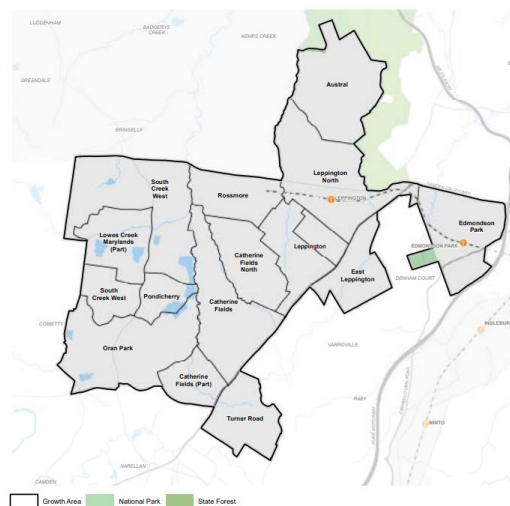 LUDDENHAM
BADGERYS
CREEK
KEMPS CREEK
GREENDALE
BRINGELLY
Austral
Leppington
North
South
Creek
West
Rossmore
LEPPINGTON
Lowes Creek
Marylands
(Part)
Catherine
Fields
North
Leppington
Edmondson
Park
EDMONDSON PARK
East
Leppington
DENHAM COURT
South
Creek West
Pondicherry
Catherine
Fields
COBBITTY
Oran Park
VARROVILLE
INGLEBURN
Catherine
Fields (Part)
Turner Road
RABY
MINTO
NARELLAN
CAMDEN
Growth Area
National Park
State Forest